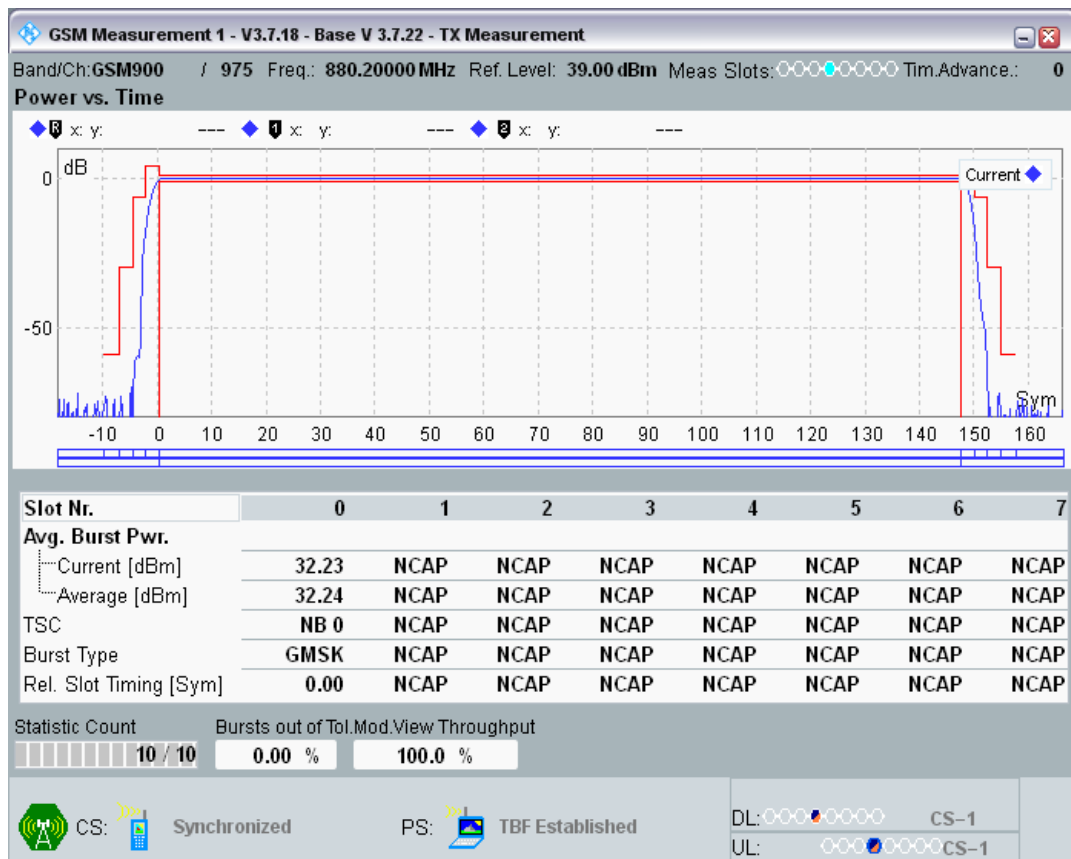 GSM Measurement 1 - V3.7.18 - Base V 3.7.22 - TX Measurement
Band/Ch:GSM900 / 975 Freq.: 880.20000 MHz Ref. Level: 39.00 dBm Meas Slots: Tim.Advance.: 0
Power vs. Time
R x: y: --- 1 x: y: --- 2 x: y: ---
dB
Current
0
-50
Sym
-10 0 10 20 30 40 50 60 70 80 90 100 110 120 130 140 150 160
Slot Nr. 0 1 2 3 4 5 6 7
Avg. Burst Pwr.
Current [dBm] 32.23 NCAP NCAP NCAP NCAP NCAP NCAP NCAP
Average [dBm] 32.24 NCAP NCAP NCAP NCAP NCAP NCAP NCAP
TSC NB 0 NCAP NCAP NCAP NCAP NCAP NCAP NCAP
Burst Type GMSK NCAP NCAP NCAP NCAP NCAP NCAP NCAP
Rel. Slot Timing [Sym] 0.00 NCAP NCAP NCAP NCAP NCAP NCAP NCAP
Statistic Count Bursts out of Tol.Mod.View Throughput
10 / 10 0.00 % 100.0 %
CS: Synchronized PS: TBF Established
DL: CS-1
UL: CS-1